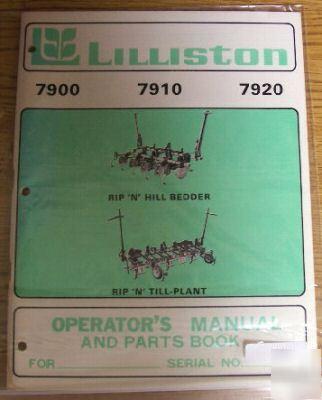 LILLISTON
7900 7910 7920
RIP 'N' HILL BEDDER
RIP 'N' TILL-PLANT
OPERATOR'S MANUAL
AND PARTS BOOK
FOR SERIAL NO.